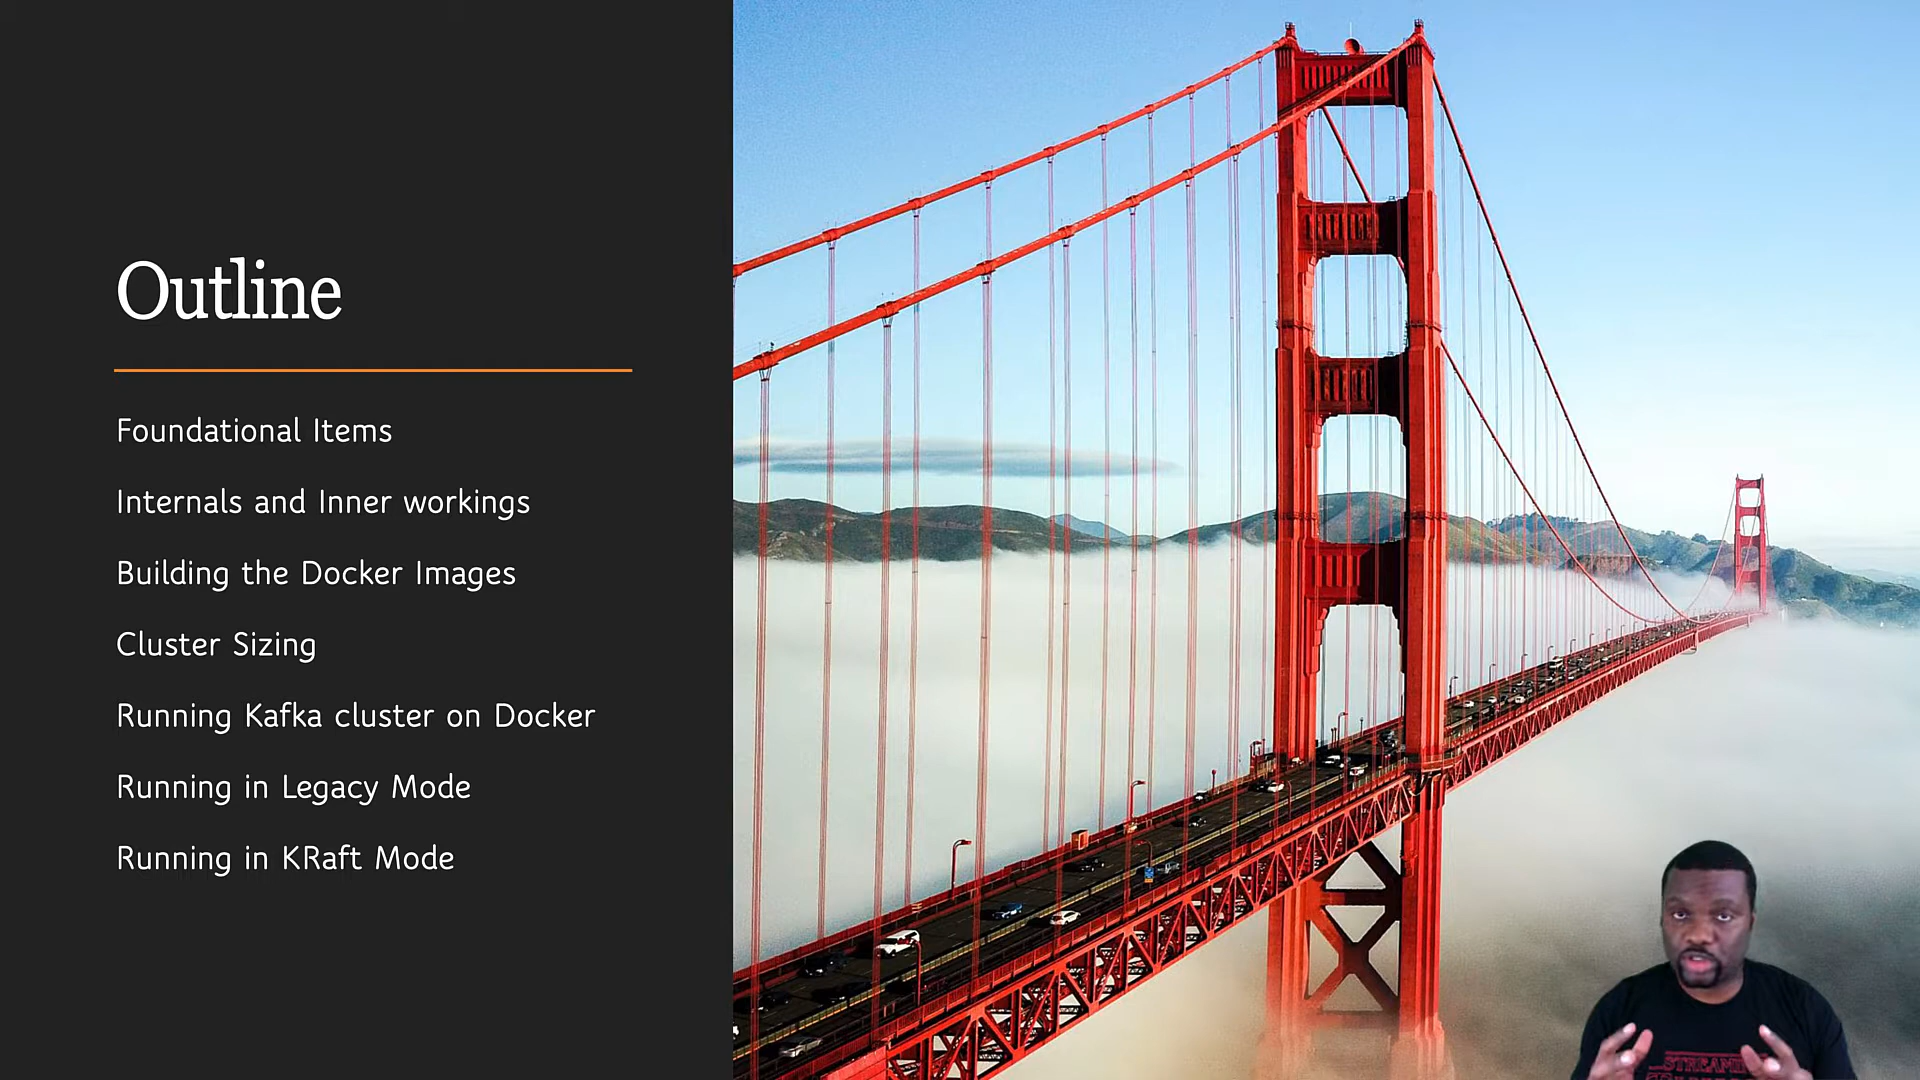 Outline
Foundational Items
Internals and Inner workings
Building the Docker Images
Cluster Sizing
Running Kafka cluster on Docker
Running in Legacy Mode
Running in KRaft Mode